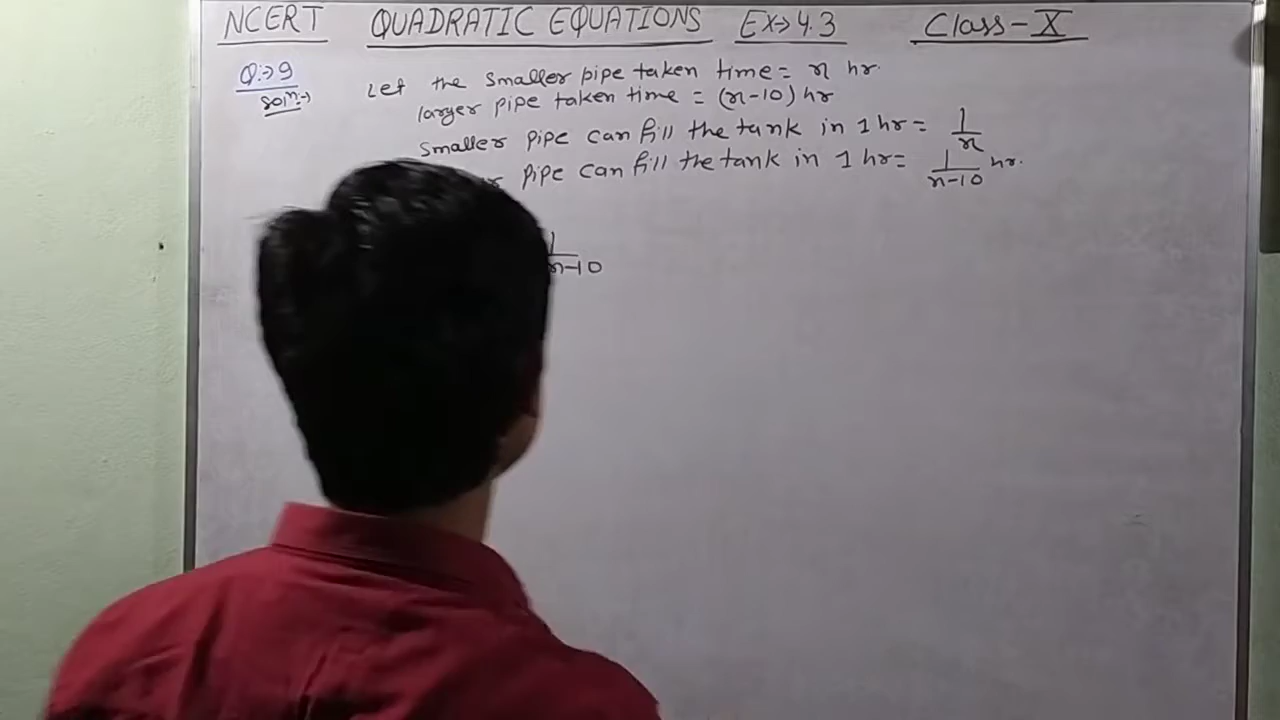 NCERT QUADRATIC EQUATIONS Ex→ 4.3 Class-X
Q:→9
Solⁿ:→
Let the smaller pipe taken time = x hr.
larger pipe taken time = (x-10) hr
Smaller pipe can fill the tank in 1 hr = 1/x
pipe can fill the tank in 1 hr = 1/(x-10) hr.
1/(x-10)